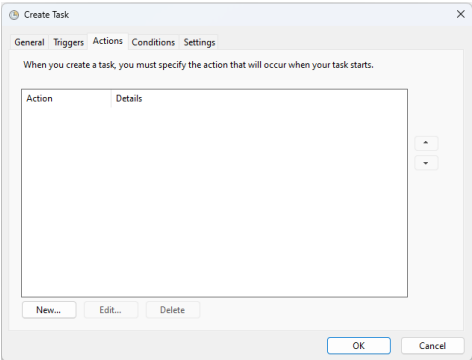 Create Task
General Triggers Actions Conditions Settings
When you create a task, you must specify the action that will occur when your task starts.
Action Details
New... Edit... Delete
OK Cancel